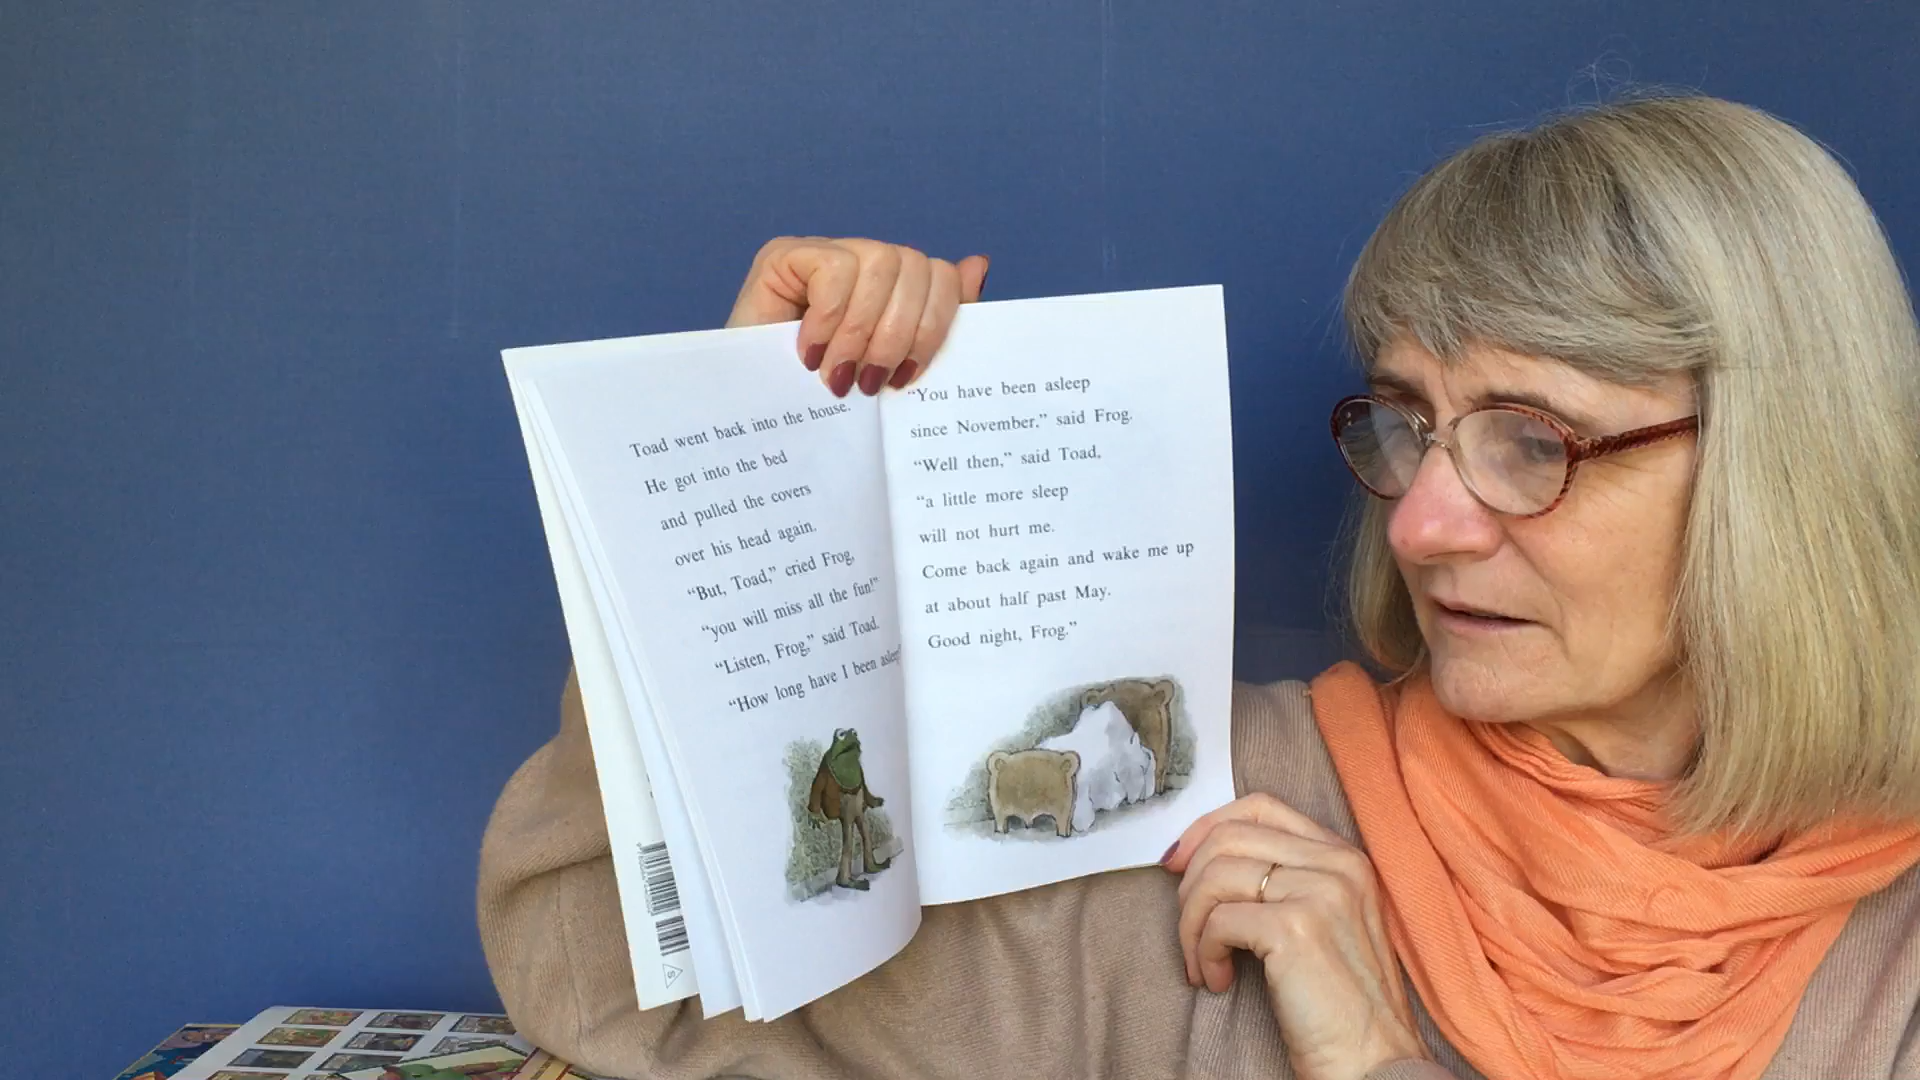 Toad went back into the house.
He got into the bed
and pulled the covers
over his head again.
“But, Toad,” cried Frog,
“you will miss all the fun!”
“Listen, Frog,” said Toad.
“How long have I been asleep?”
“You have been asleep
since November,” said Frog.
“Well then,” said Toad,
“a little more sleep
will not hurt me.
Come back again and wake me up
at about half past May.
Good night, Frog.”
S